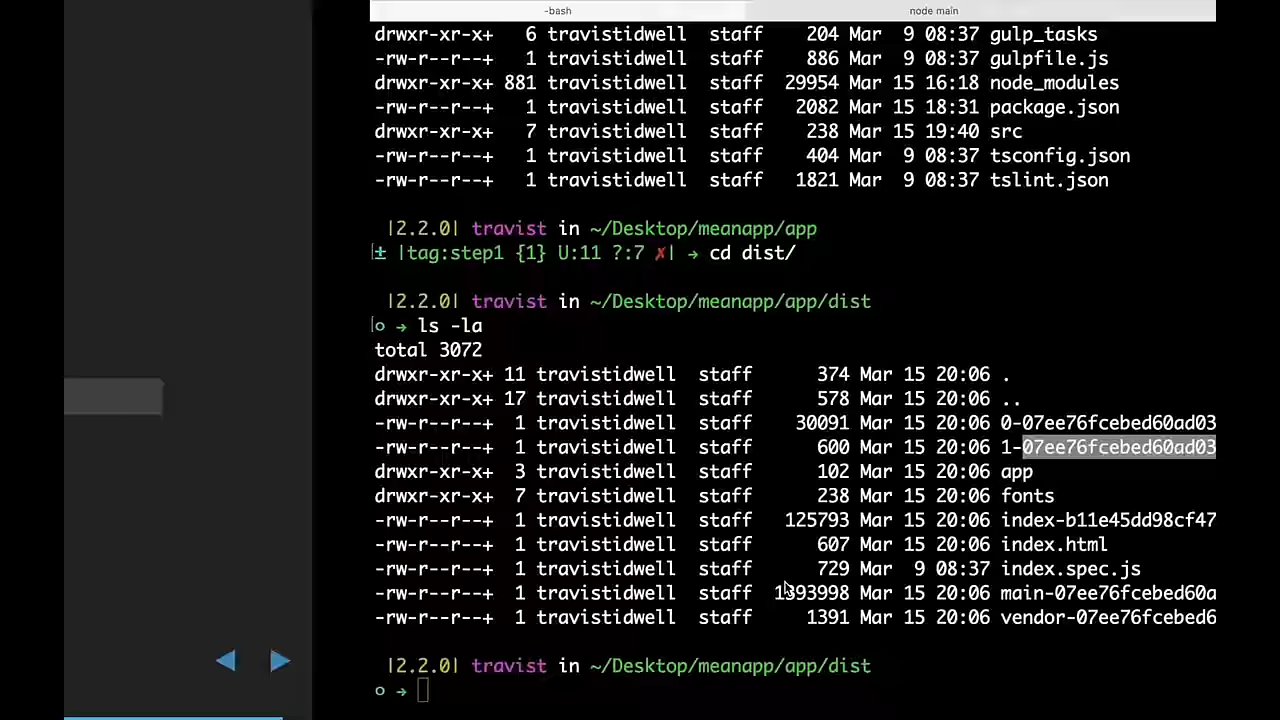 -bash node main
drwxr-xr-x+ 6 travistidwell staff 204 Mar 9 08:37 gulp_tasks
-rw-r--r--+ 1 travistidwell staff 886 Mar 9 08:37 gulpfile.js
drwxr-xr-x+ 881 travistidwell staff 29954 Mar 15 16:18 node_modules
-rw-r--r--+ 1 travistidwell staff 2082 Mar 15 18:31 package.json
drwxr-xr-x+ 7 travistidwell staff 238 Mar 15 19:40 src
-rw-r--r--+ 1 travistidwell staff 404 Mar 9 08:37 tsconfig.json
-rw-r--r--+ 1 travistidwell staff 1821 Mar 9 08:37 tslint.json
|2.2.0| travist in ~/Desktop/meanapp/app
± |tag:step1 {1} U:11 ?:7 ✗| → cd dist/
|2.2.0| travist in ~/Desktop/meanapp/app/dist
○ → ls -la
total 3072
drwxr-xr-x+ 11 travistidwell staff 374 Mar 15 20:06 .
drwxr-xr-x+ 17 travistidwell staff 578 Mar 15 20:06 ..
-rw-r--r--+ 1 travistidwell staff 30091 Mar 15 20:06 0-07ee76fcebed60ad03
-rw-r--r--+ 1 travistidwell staff 600 Mar 15 20:06 1-07ee76fcebed60ad03
drwxr-xr-x+ 3 travistidwell staff 102 Mar 15 20:06 app
drwxr-xr-x+ 7 travistidwell staff 238 Mar 15 20:06 fonts
-rw-r--r--+ 1 travistidwell staff 125793 Mar 15 20:06 index-b11e45dd98cf47
-rw-r--r--+ 1 travistidwell staff 607 Mar 15 20:06 index.html
-rw-r--r--+ 1 travistidwell staff 729 Mar 9 08:37 index.spec.js
-rw-r--r--+ 1 travistidwell staff 1393998 Mar 15 20:06 main-07ee76fcebed60a
-rw-r--r--+ 1 travistidwell staff 1391 Mar 15 20:06 vendor-07ee76fcebed6
|2.2.0| travist in ~/Desktop/meanapp/app/dist
○ →